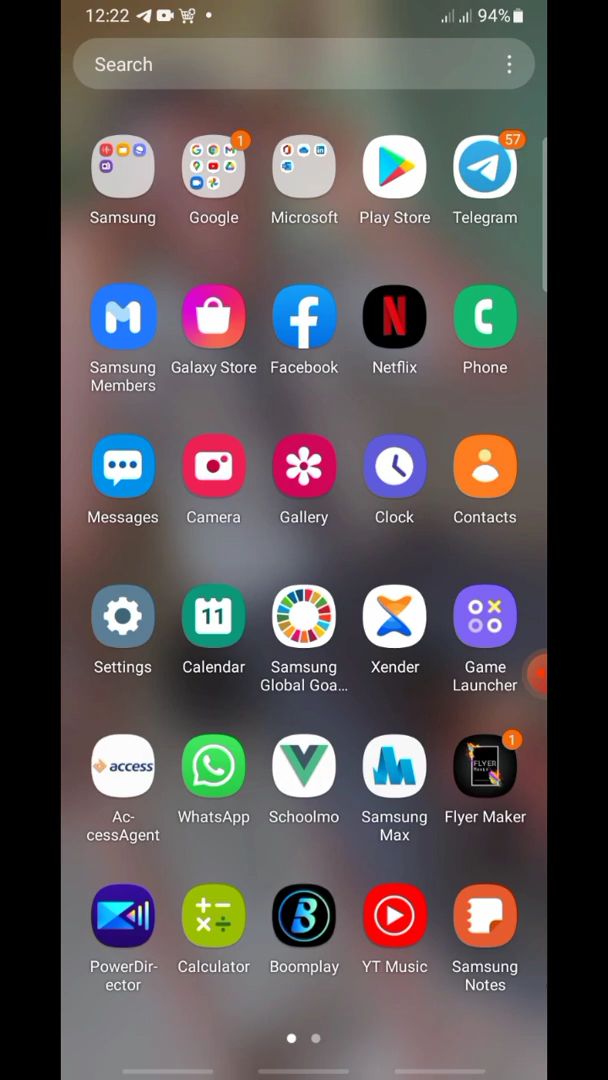 12:22 94%
Search
1 57
Samsung Google Microsoft Play Store Telegram
Samsung Members Galaxy Store Facebook Netflix Phone
Messages Camera Gallery Clock Contacts
11
Settings Calendar Samsung Global Goa... Xender Game Launcher
access FLYER 1
Ac-cessAgent WhatsApp Schoolmo Samsung Max Flyer Maker
PowerDir-ector Calculator Boomplay YT Music Samsung Notes